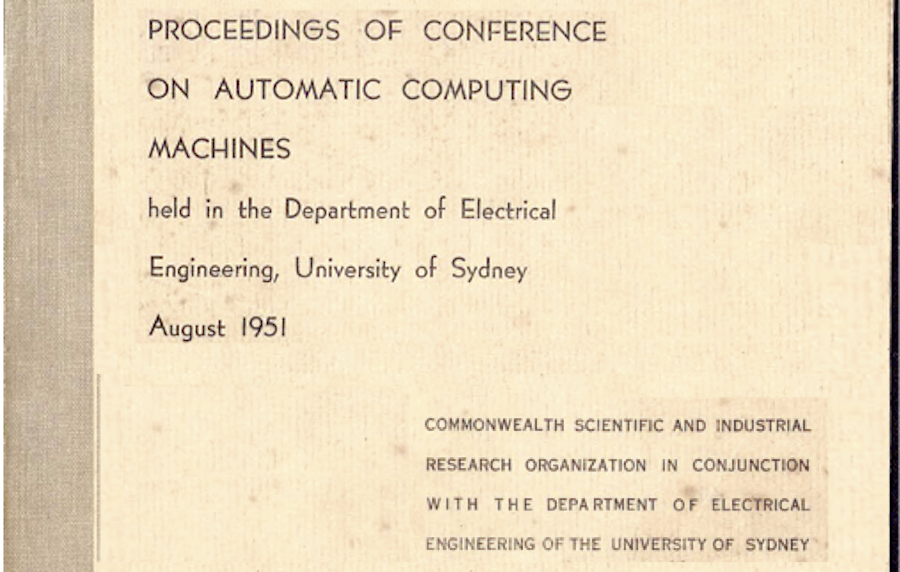 PROCEEDINGS OF CONFERENCE
ON AUTOMATIC COMPUTING
MACHINES
held in the Department of Electrical
Engineering, University of Sydney
August 1951
COMMONWEALTH SCIENTIFIC AND INDUSTRIAL
RESEARCH ORGANIZATION IN CONJUNCTION
WITH THE DEPARTMENT OF ELECTRICAL
ENGINEERING OF THE UNIVERSITY OF SYDNEY